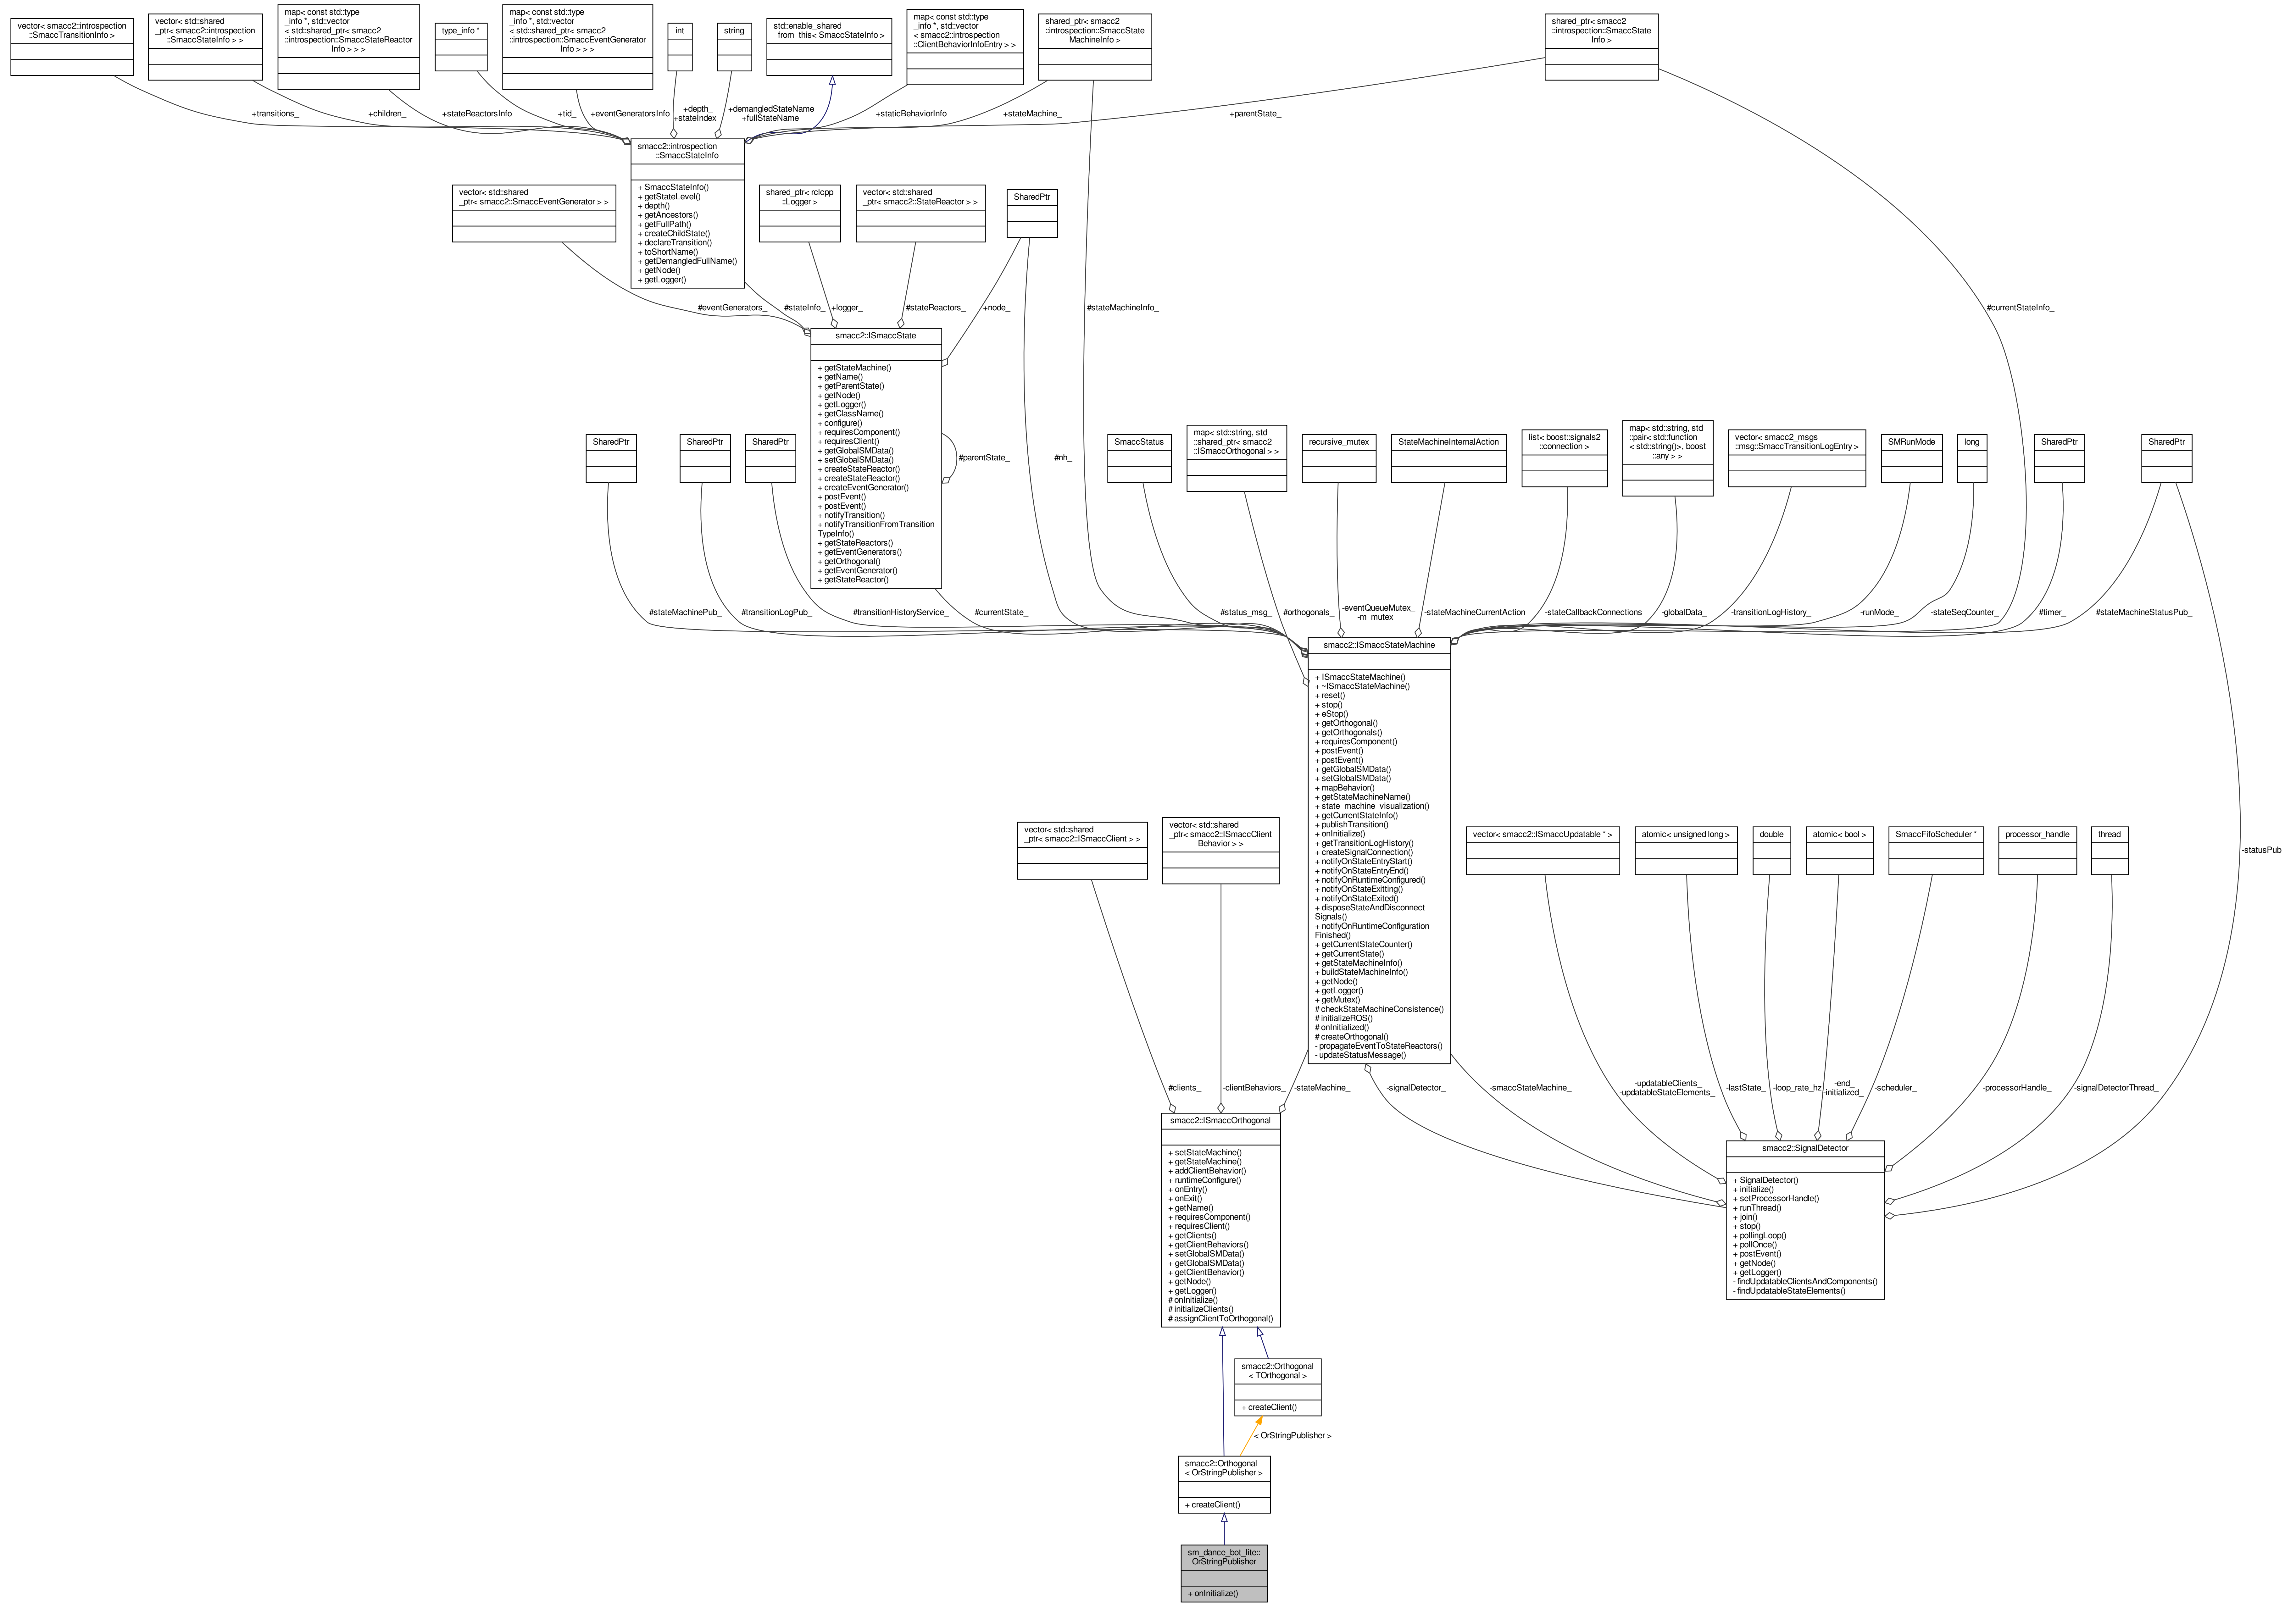 vector< smacc2::introspection
::SmaccTransitionInfo >
vector< std::shared
_ptr< smacc2::introspection
::SmaccStateInfo > >
map< const std::type
_info *, std::vector
< std::shared_ptr< smacc2
::introspection::SmaccStateReactor
Info > > >
type_info *
map< const std::type
_info *, std::vector
< std::shared_ptr< smacc2
::introspection::SmaccEventGenerator
Info > > >
int
string
std::enable_shared
_from_this< SmaccStateInfo >
map< const std::type
_info *, std::vector
< smacc2::introspection
::ClientBehaviorInfoEntry > >
shared_ptr< smacc2
::introspection::SmaccState
MachineInfo >
shared_ptr< smacc2
::introspection::SmaccState
Info >
+transitions_
+children_
+stateReactorsInfo
+tid_
+eventGeneratorsInfo
+depth_
+stateIndex_
+demangledStateName
+fullStateName
+staticBehaviorInfo
+stateMachine_
+parentState_
smacc2::introspection
::SmaccStateInfo
+ SmaccStateInfo()
+ getStateLevel()
+ depth()
+ getAncestors()
+ getFullPath()
+ createChildState()
+ declareTransition()
+ toShortName()
+ getDemangledFullName()
+ getNode()
+ getLogger()
vector< std::shared
_ptr< smacc2::SmaccEventGenerator > >
shared_ptr< rclcpp
::Logger >
vector< std::shared
_ptr< smacc2::StateReactor > >
SharedPtr
#eventGenerators_
#stateInfo_
+logger_
#stateReactors_
+node_
#stateMachineInfo_
#currentStateInfo_
smacc2::ISmaccState
+ getStateMachine()
+ getName()
+ getParentState()
+ getNode()
+ getLogger()
+ getClassName()
+ configure()
+ requiresComponent()
+ requiresClient()
+ getGlobalSMData()
+ setGlobalSMData()
+ createStateReactor()
+ createStateReactor()
+ createEventGenerator()
+ postEvent()
+ postEvent()
+ notifyTransition()
+ notifyTransitionFromTransition
TypeInfo()
+ getStateReactors()
+ getEventGenerators()
+ getOrthogonal()
+ getEventGenerator()
+ getStateReactor()
#parentState_
#nh_
SharedPtr
SharedPtr
SharedPtr
SmaccStatus
map< std::string, std
::shared_ptr< smacc2
::ISmaccOrthogonal > >
recursive_mutex
StateMachineInternalAction
list< boost::signals2
::connection >
map< std::string, std
::pair< std::function
< std::string()>, boost
::any > >
vector< smacc2_msgs
::msg::SmaccTransitionLogEntry >
SMRunMode
long
SharedPtr
SharedPtr
#stateMachinePub_
#transitionLogPub_
#transitionHistoryService_
#currentState_
#status_msg_
#orthogonals_
-eventQueueMutex_
-m_mutex_
-stateMachineCurrentAction
-stateCallbackConnections
-globalData_
-transitionLogHistory_
-runMode_
-stateSeqCounter_
#timer_
#stateMachineStatusPub_
smacc2::ISmaccStateMachine
+ ISmaccStateMachine()
+ ~ISmaccStateMachine()
+ reset()
+ stop()
+ eStop()
+ getOrthogonal()
+ getOrthogonals()
+ requiresComponent()
+ postEvent()
+ postEvent()
+ getGlobalSMData()
+ setGlobalSMData()
+ mapBehavior()
+ getStateMachineName()
+ state_machine_visualization()
+ getCurrentStateInfo()
+ publishTransition()
+ onInitialize()
+ getTransitionLogHistory()
+ createSignalConnection()
+ notifyOnStateEntryStart()
+ notifyOnStateEntryEnd()
+ notifyOnRuntimeConfigured()
+ notifyOnStateExitting()
+ notifyOnStateExited()
+ disposeStateAndDisconnect
Signals()
+ notifyOnRuntimeConfiguration
Finished()
+ getCurrentStateCounter()
+ getCurrentState()
+ getStateMachineInfo()
+ buildStateMachineInfo()
+ getNode()
+ getLogger()
+ getMutex()
# checkStateMachineConsistence()
# initializeROS()
# onInitialized()
# createOrthogonal()
- propagateEventToStateReactors()
- updateStatusMessage()
vector< std::shared
_ptr< smacc2::ISmaccClient > >
vector< std::shared
_ptr< smacc2::ISmaccClient
Behavior > >
vector< smacc2::ISmaccUpdatable * >
atomic< unsigned long >
double
atomic< bool >
SmaccFifoScheduler *
processor_handle
thread
-statusPub_
#clients_
-clientBehaviors_
-stateMachine_
-signalDetector_
-smaccStateMachine_
-updatableClients_
-updatableStateElements_
-lastState_
-loop_rate_hz
-end_
-initialized_
-scheduler_
-processorHandle_
-signalDetectorThread_
smacc2::ISmaccOrthogonal
+ setStateMachine()
+ getStateMachine()
+ addClientBehavior()
+ runtimeConfigure()
+ onEntry()
+ onExit()
+ getName()
+ requiresComponent()
+ requiresClient()
+ getClients()
+ getClientBehaviors()
+ setGlobalSMData()
+ getGlobalSMData()
+ getClientBehavior()
+ getNode()
+ getLogger()
# onInitialize()
# initializeClients()
# assignClientToOrthogonal()
smacc2::SignalDetector
+ SignalDetector()
+ initialize()
+ setProcessorHandle()
+ runThread()
+ join()
+ stop()
+ pollingLoop()
+ pollOnce()
+ postEvent()
+ getNode()
+ getLogger()
- findUpdatableClientsAndComponents()
- findUpdatableStateElements()
smacc2::Orthogonal
< TOrthogonal >
+ createClient()
< OrStringPublisher >
smacc2::Orthogonal
< OrStringPublisher >
+ createClient()
sm_dance_bot_lite::
OrStringPublisher
+ onInitialize()